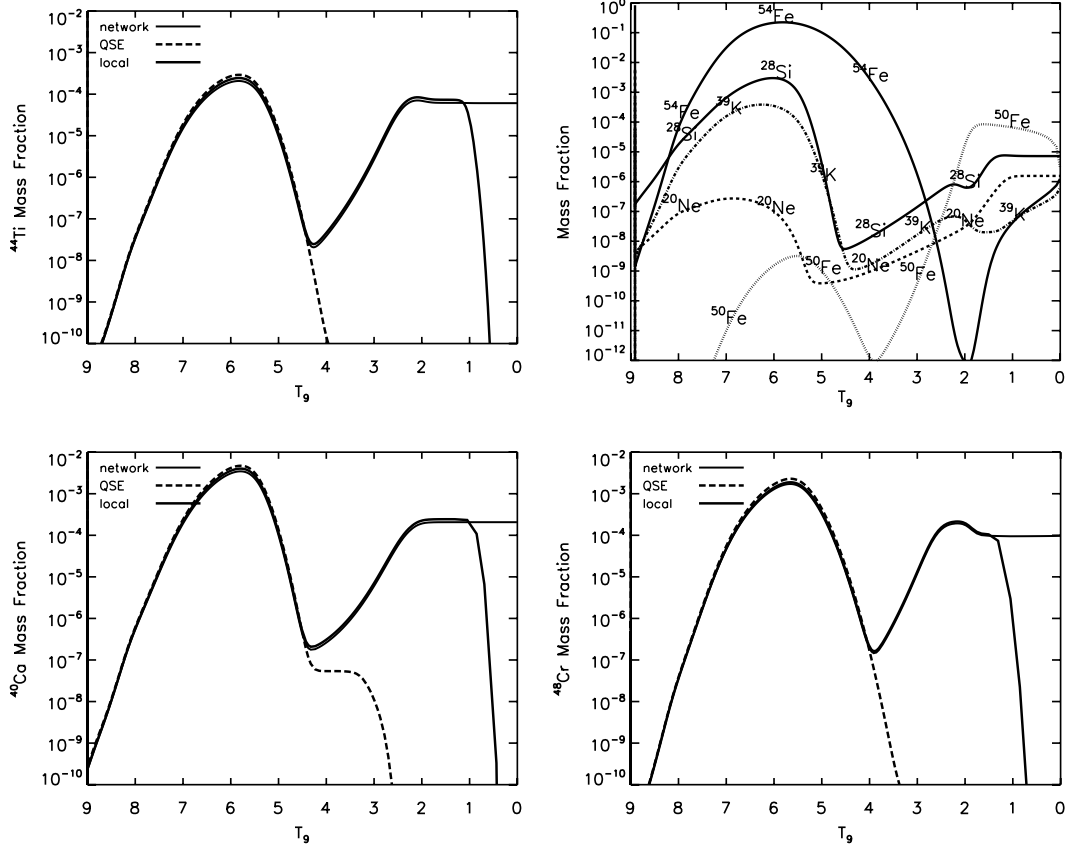 10⁻²
10⁻³
10⁻⁴
10⁻⁵
10⁻⁶
10⁻⁷
10⁻⁸
10⁻⁹
10⁻¹⁰
⁴⁴Ti Mass Fraction
network
QSE
local
9 8 7 6 5 4 3 2 1 0
T₉
10⁰
10⁻¹
10⁻²
10⁻³
10⁻⁴
10⁻⁵
10⁻⁶
10⁻⁷
10⁻⁸
10⁻⁹
10⁻¹⁰
10⁻¹¹
10⁻¹²
Mass Fraction
⁵⁴Fe
²⁸Si
⁵⁴Fe
³⁹K
⁵⁴Fe
²⁸Si
⁵⁰Fe
³⁹K
²⁸Si
²⁰Ne
²⁰Ne
²⁸Si
³⁹K
²⁰Ne
³⁹K
⁵⁰Fe
²⁰Ne
⁵⁰Fe
⁵⁰Fe
9 8 7 6 5 4 3 2 1 0
T₉
10⁻²
10⁻³
10⁻⁴
10⁻⁵
10⁻⁶
10⁻⁷
10⁻⁸
10⁻⁹
10⁻¹⁰
⁴⁰Ca Mass Fraction
network
QSE
local
9 8 7 6 5 4 3 2 1 0
T₉
10⁻²
10⁻³
10⁻⁴
10⁻⁵
10⁻⁶
10⁻⁷
10⁻⁸
10⁻⁹
10⁻¹⁰
⁴⁸Cr Mass Fraction
network
QSE
local
9 8 7 6 5 4 3 2 1 0
T₉